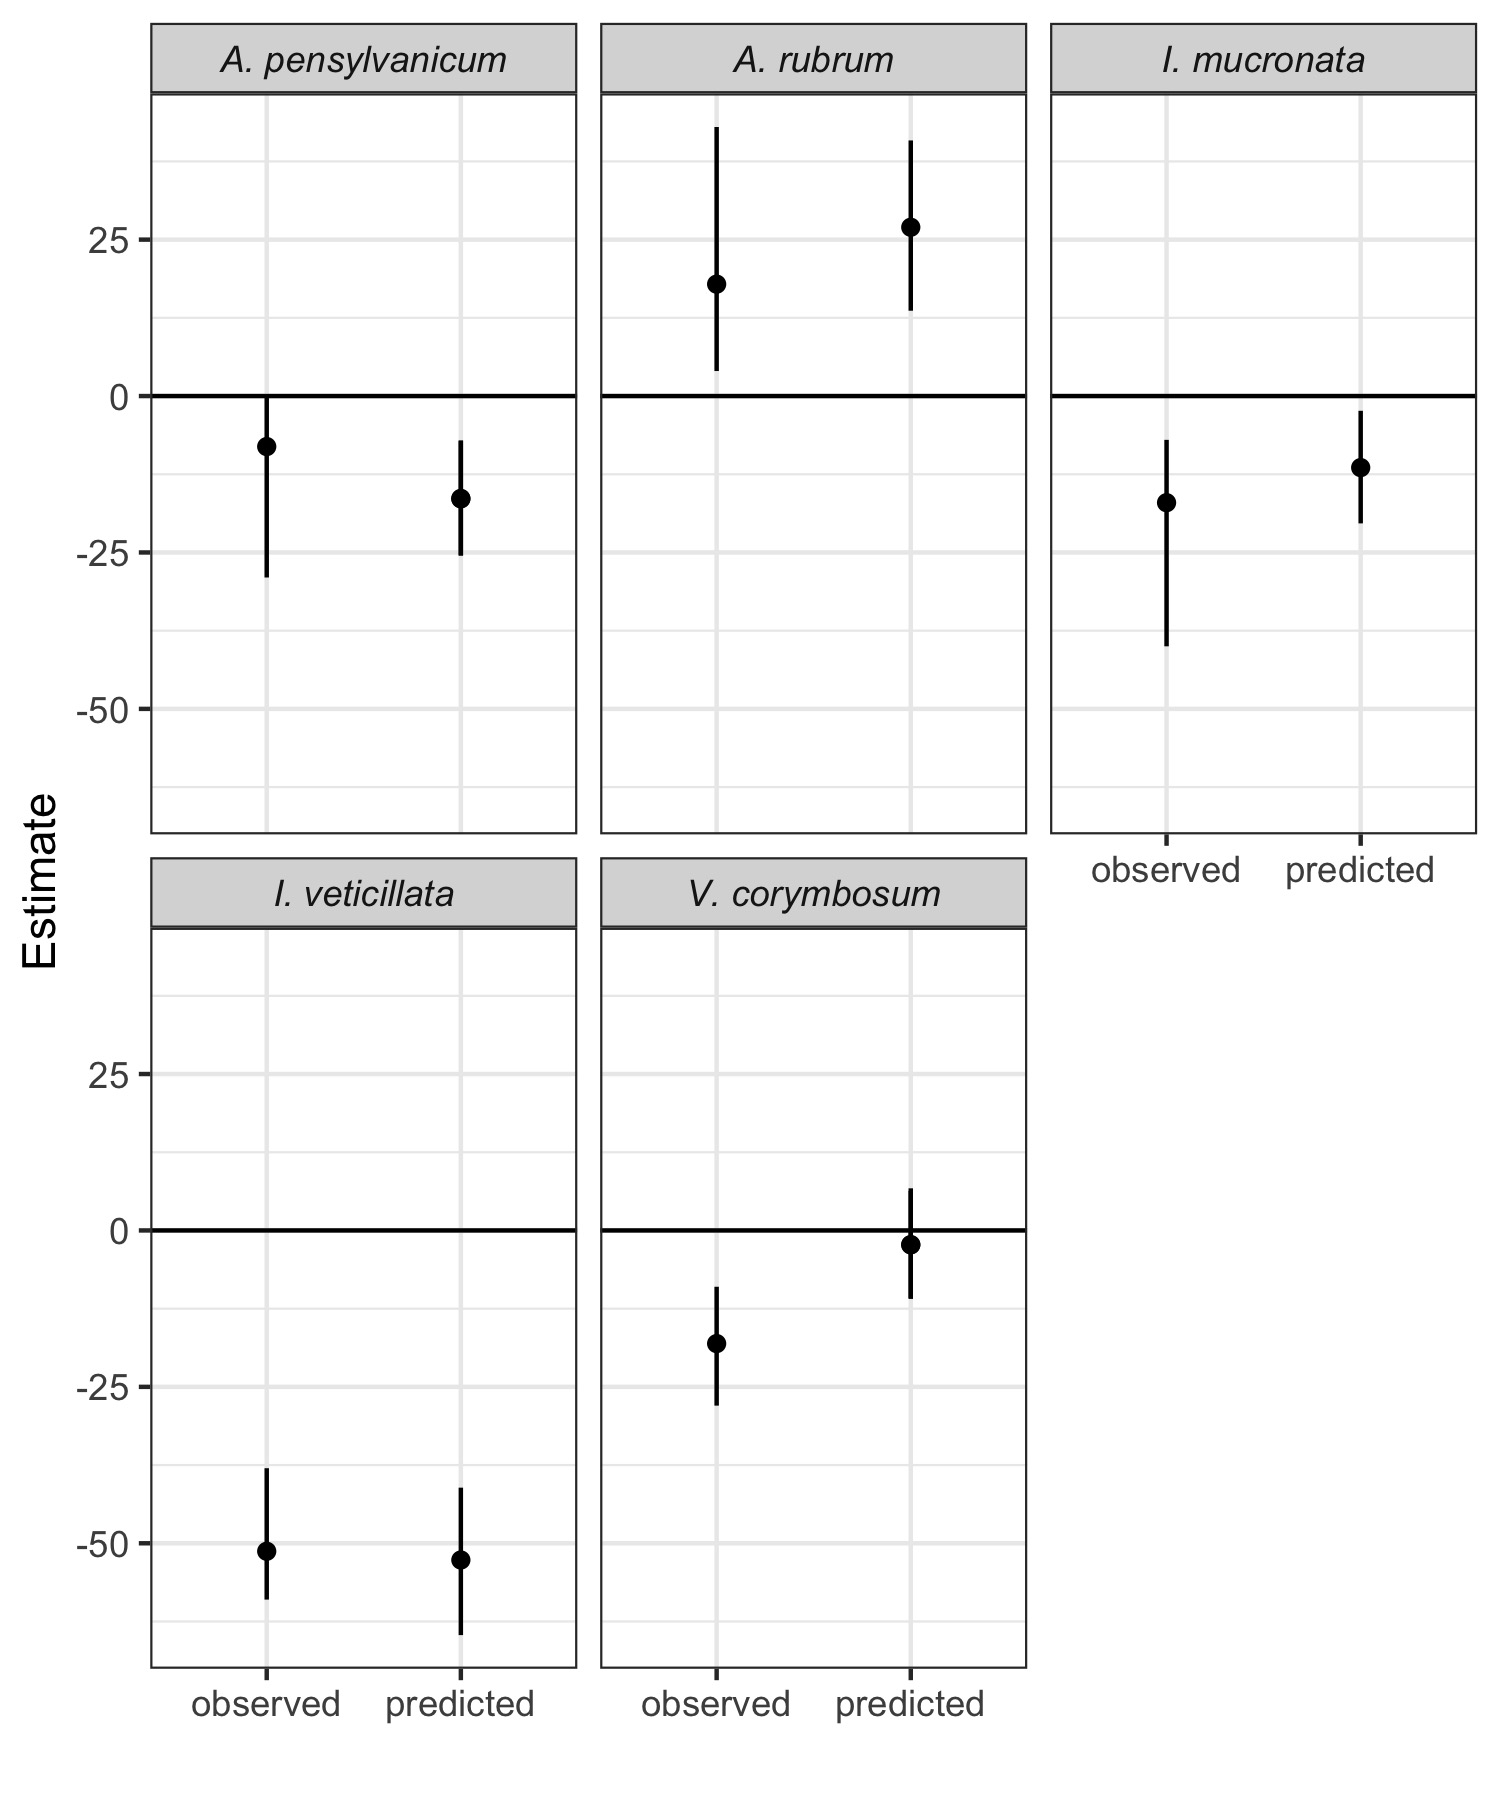 A. pensylvanicum
A. rubrum
I. mucronata
25
0
-25
-50
observed predicted
Estimate
I. veticillata
V. corymbosum
25
0
-25
-50
observed predicted
observed predicted